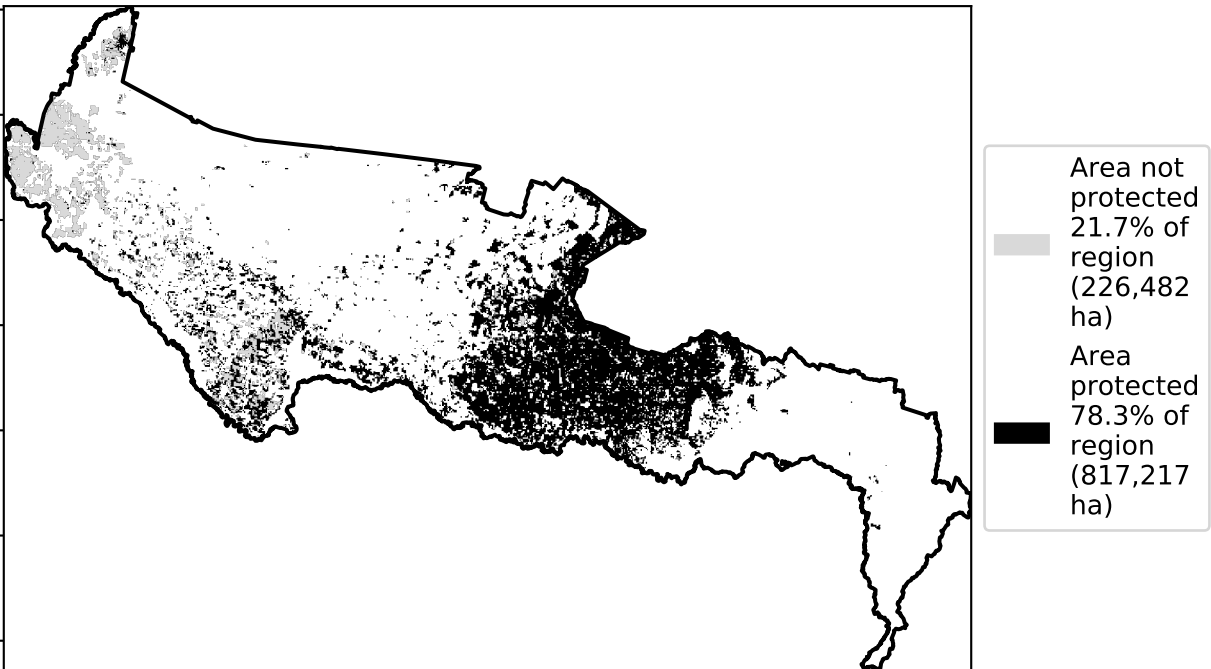 Area not
protected
21.7% of
region
(226,482
ha)
Area
protected
78.3% of
region
(817,217
ha)